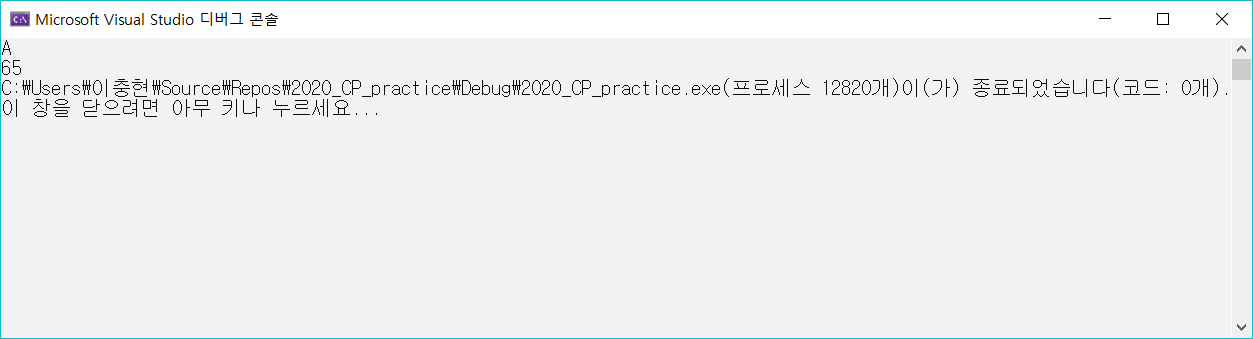 Microsoft Visual Studio 디버그 콘솔
A
65
C:\Users\이충현\Source\Repos\2020_CP_practice\Debug\2020_CP_practice.exe(프로세스 12820개)이(가) 종료되었습니다(코드: 0개).
이 창을 닫으려면 아무 키나 누르세요...